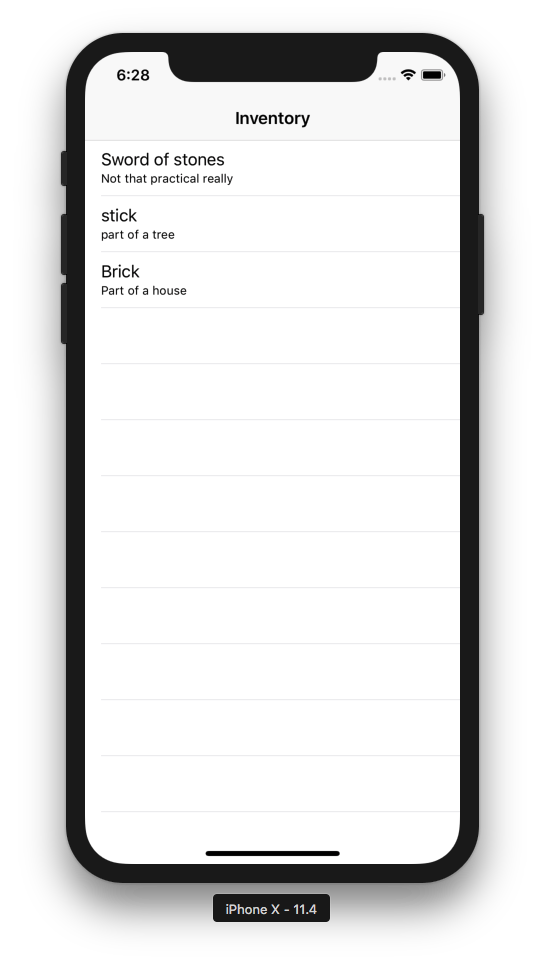 6:28
Inventory
Sword of stones
Not that practical really
stick
part of a tree
Brick
Part of a house
iPhone X - 11.4